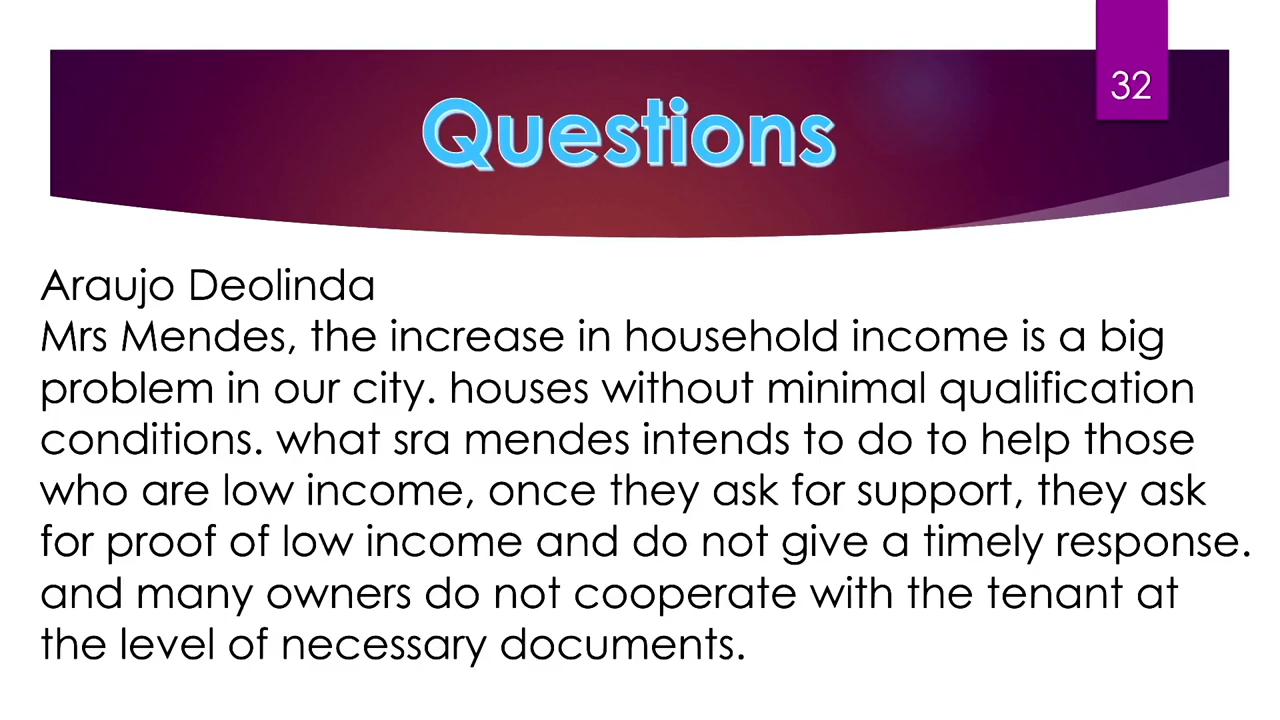 32
Questions
Araujo Deolinda
Mrs Mendes, the increase in household income is a big
problem in our city. houses without minimal qualification
conditions. what sra mendes intends to do to help those
who are low income, once they ask for support, they ask
for proof of low income and do not give a timely response.
and many owners do not cooperate with the tenant at
the level of necessary documents.